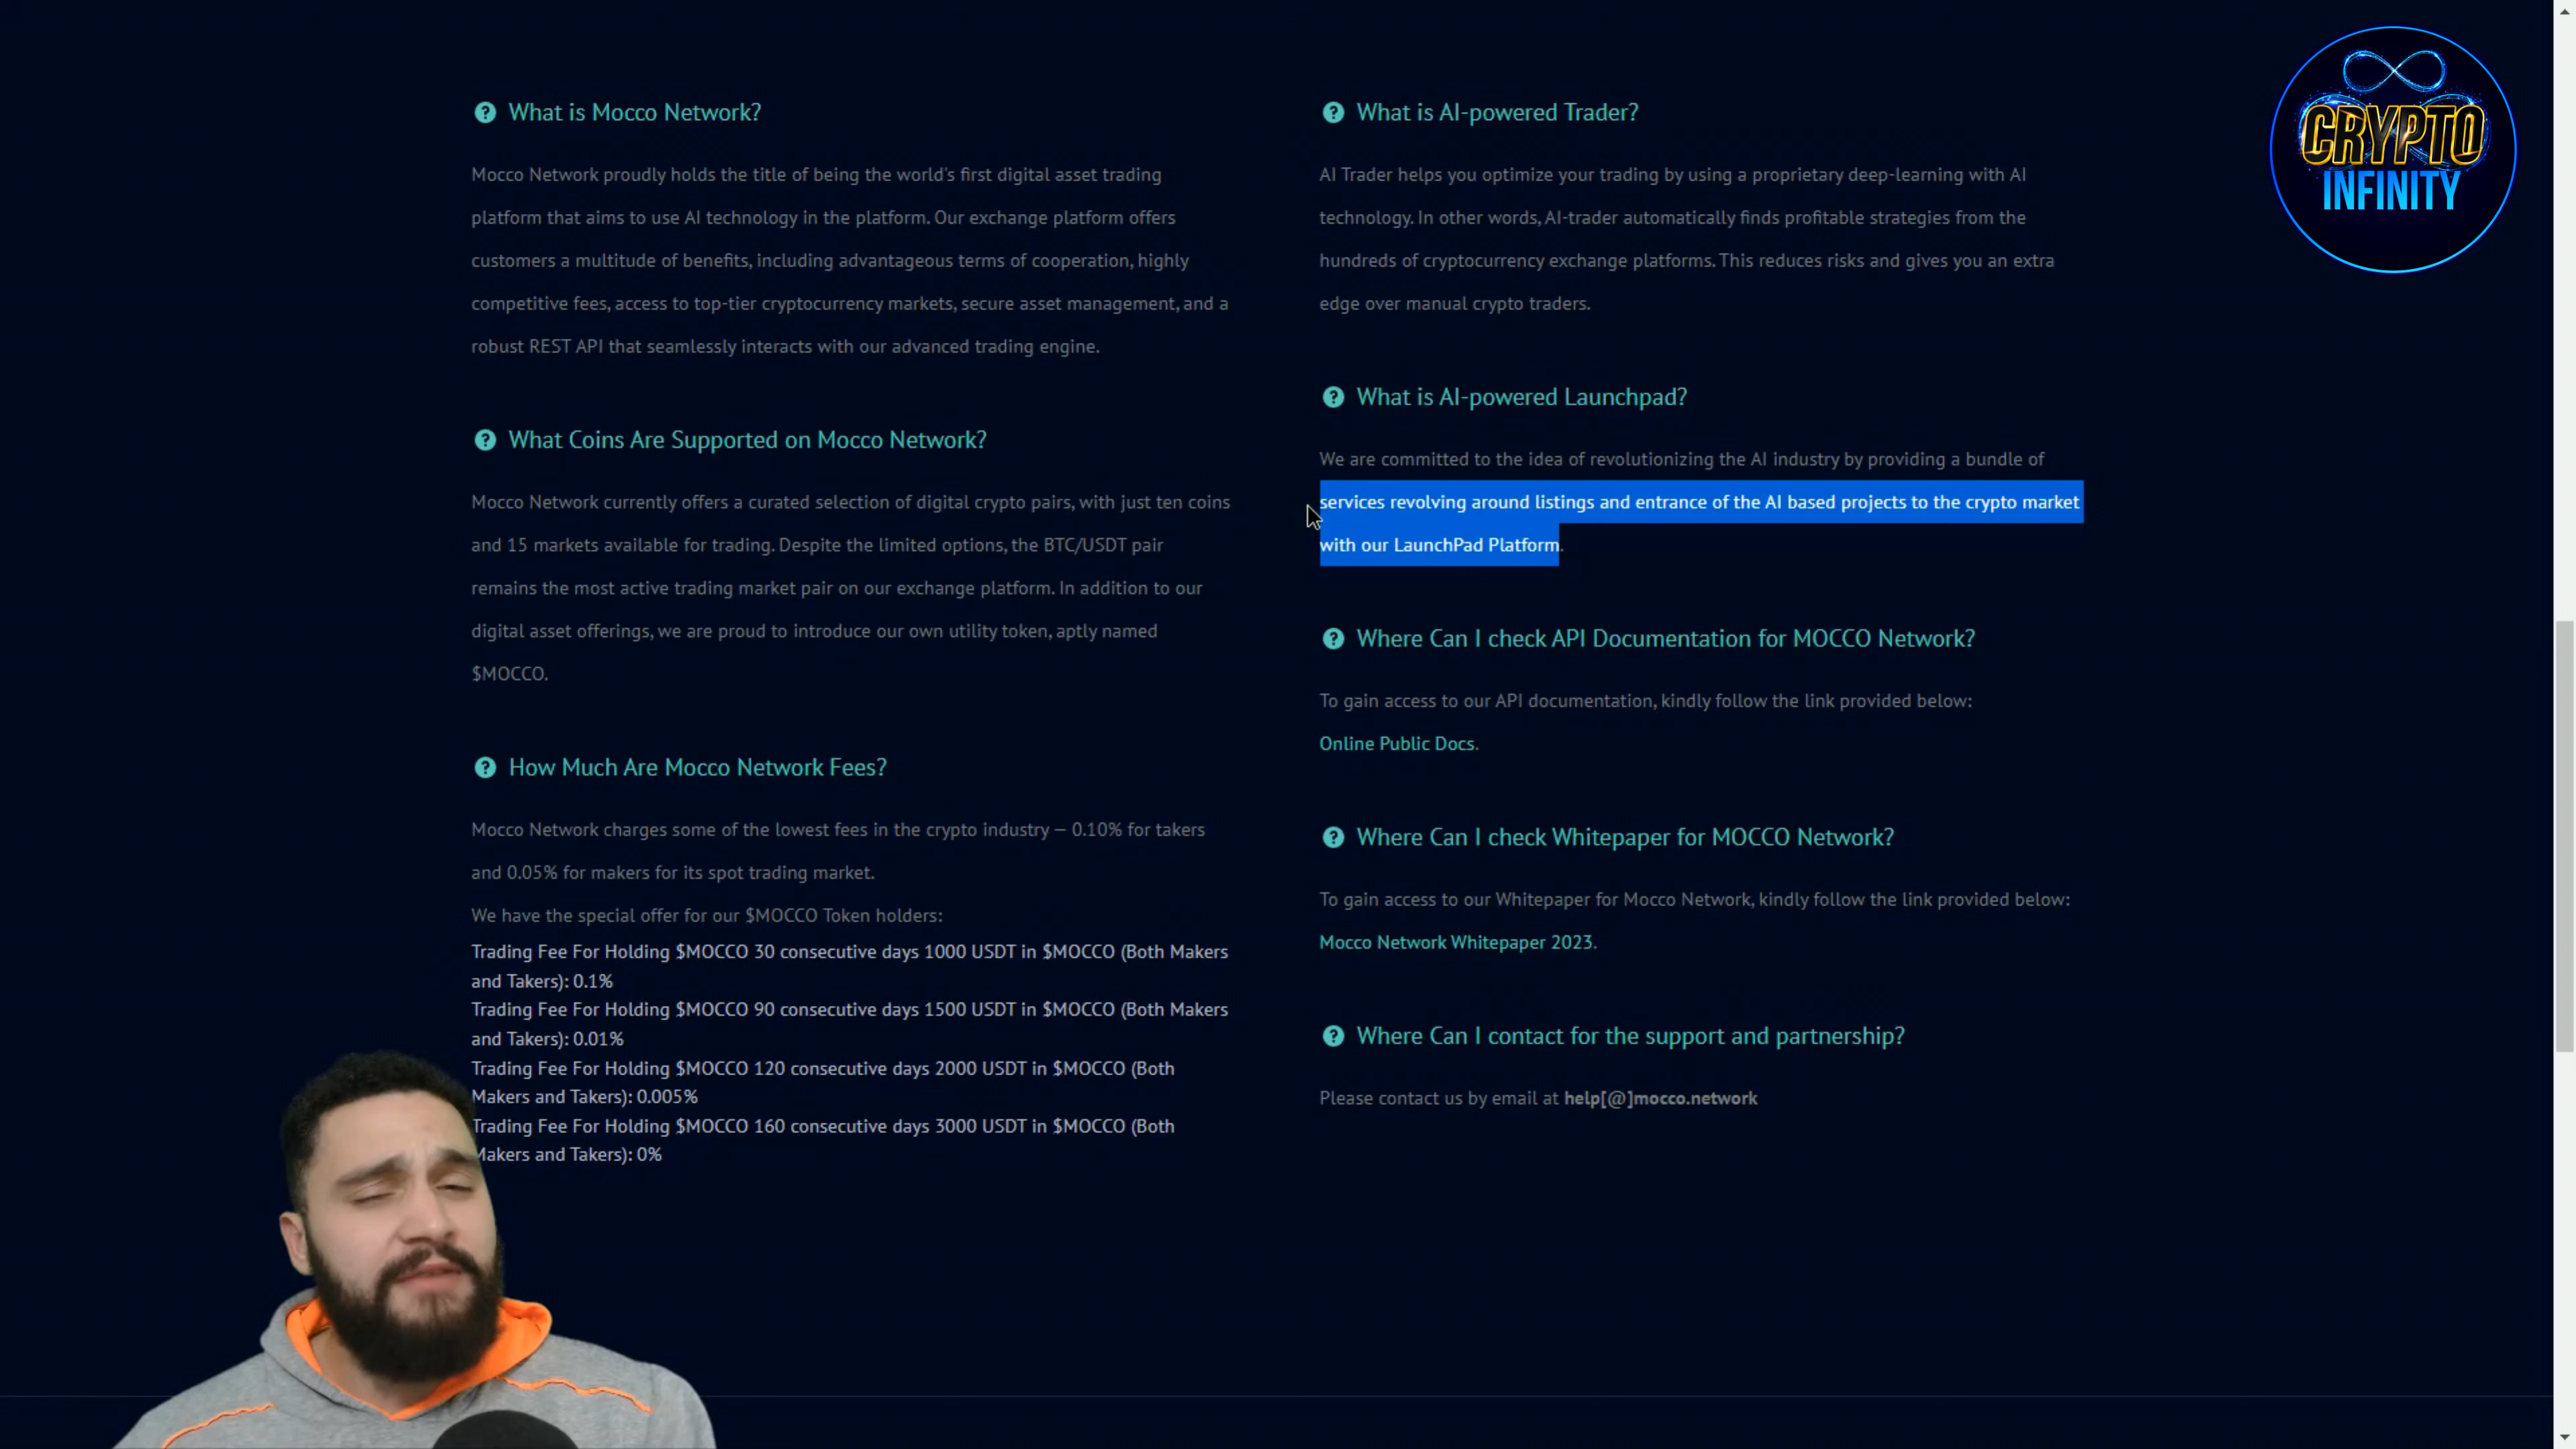 What is Mocco Network?
Mocco Network proudly holds the title of being the world's first digital asset trading
platform that aims to use AI technology in the platform. Our exchange platform offers
customers a multitude of benefits, including advantageous terms of cooperation, highly
competitive fees, access to top-tier cryptocurrency markets, secure asset management, and a
robust REST API that seamlessly interacts with our advanced trading engine.
What Coins Are Supported on Mocco Network?
Mocco Network currently offers a curated selection of digital crypto pairs, with just ten coins
and 15 markets available for trading. Despite the limited options, the BTC/USDT pair
remains the most active trading market pair on our exchange platform. In addition to our
digital asset offerings, we are proud to introduce our own utility token, aptly named
$MOCCO.
How Much Are Mocco Network Fees?
Mocco Network charges some of the lowest fees in the crypto industry — 0.10% for takers
and 0.05% for makers for its spot trading market.
We have the special offer for our $MOCCO Token holders:
Trading Fee For Holding $MOCCO 30 consecutive days 1000 USDT in $MOCCO (Both Makers
and Takers): 0.1%
Trading Fee For Holding $MOCCO 90 consecutive days 1500 USDT in $MOCCO (Both Makers
and Takers): 0.01%
Trading Fee For Holding $MOCCO 120 consecutive days 2000 USDT in $MOCCO (Both
Makers and Takers): 0.005%
Trading Fee For Holding $MOCCO 160 consecutive days 3000 USDT in $MOCCO (Both
Makers and Takers): 0%
What is AI-powered Trader?
AI Trader helps you optimize your trading by using a proprietary deep-learning with AI
technology. In other words, AI-trader automatically finds profitable strategies from the
hundreds of cryptocurrency exchange platforms. This reduces risks and gives you an extra
edge over manual crypto traders.
What is AI-powered Launchpad?
We are committed to the idea of revolutionizing the AI industry by providing a bundle of
services revolving around listings and entrance of the AI based projects to the crypto market
with our LaunchPad Platform.
Where Can I check API Documentation for MOCCO Network?
To gain access to our API documentation, kindly follow the link provided below:
Online Public Docs.
Where Can I check Whitepaper for MOCCO Network?
To gain access to our Whitepaper for Mocco Network, kindly follow the link provided below:
Mocco Network Whitepaper 2023.
Where Can I contact for the support and partnership?
Please contact us by email at help[@]mocco.network
CRYPTO
INFINITY